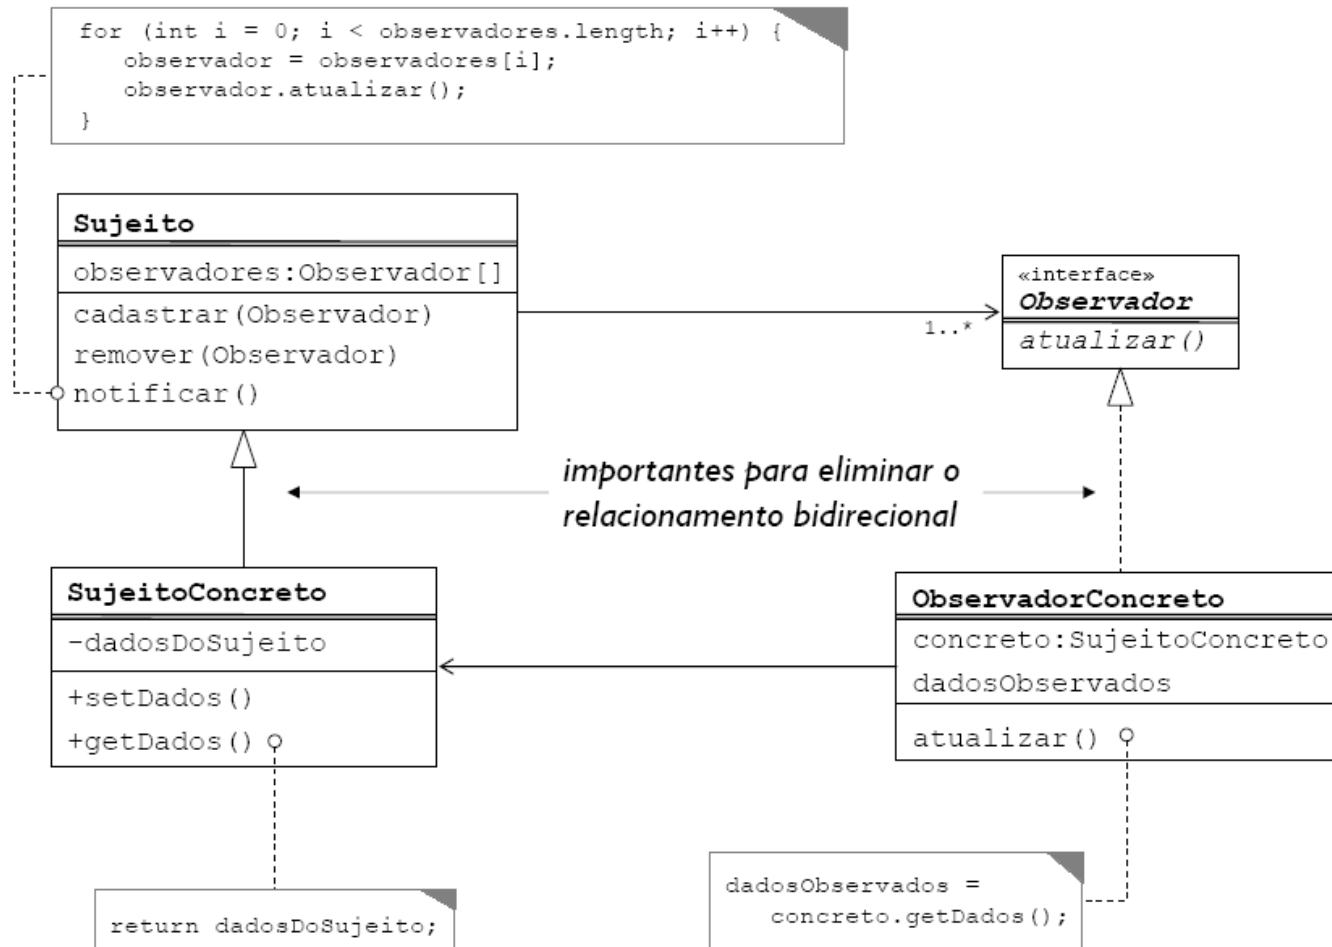 for (int i = 0; i < observadores.length; i++) {
observador = observadores[i];
observador.atualizar();
}
Sujeito
observadores:Observador[]
cadastrar(Observador)
remover(Observador)
notificar()
1..*
«interface»
Observador
atualizar()
importantes para eliminar o
relacionamento bidirecional
SujeitoConcreto
-dadosDoSujeito
+setDados()
+getDados()
ObservadorConcreto
concreto:SujeitoConcreto
dadosObservados
atualizar()
return dadosDoSujeito;
dadosObservados =
concreto.getDados();